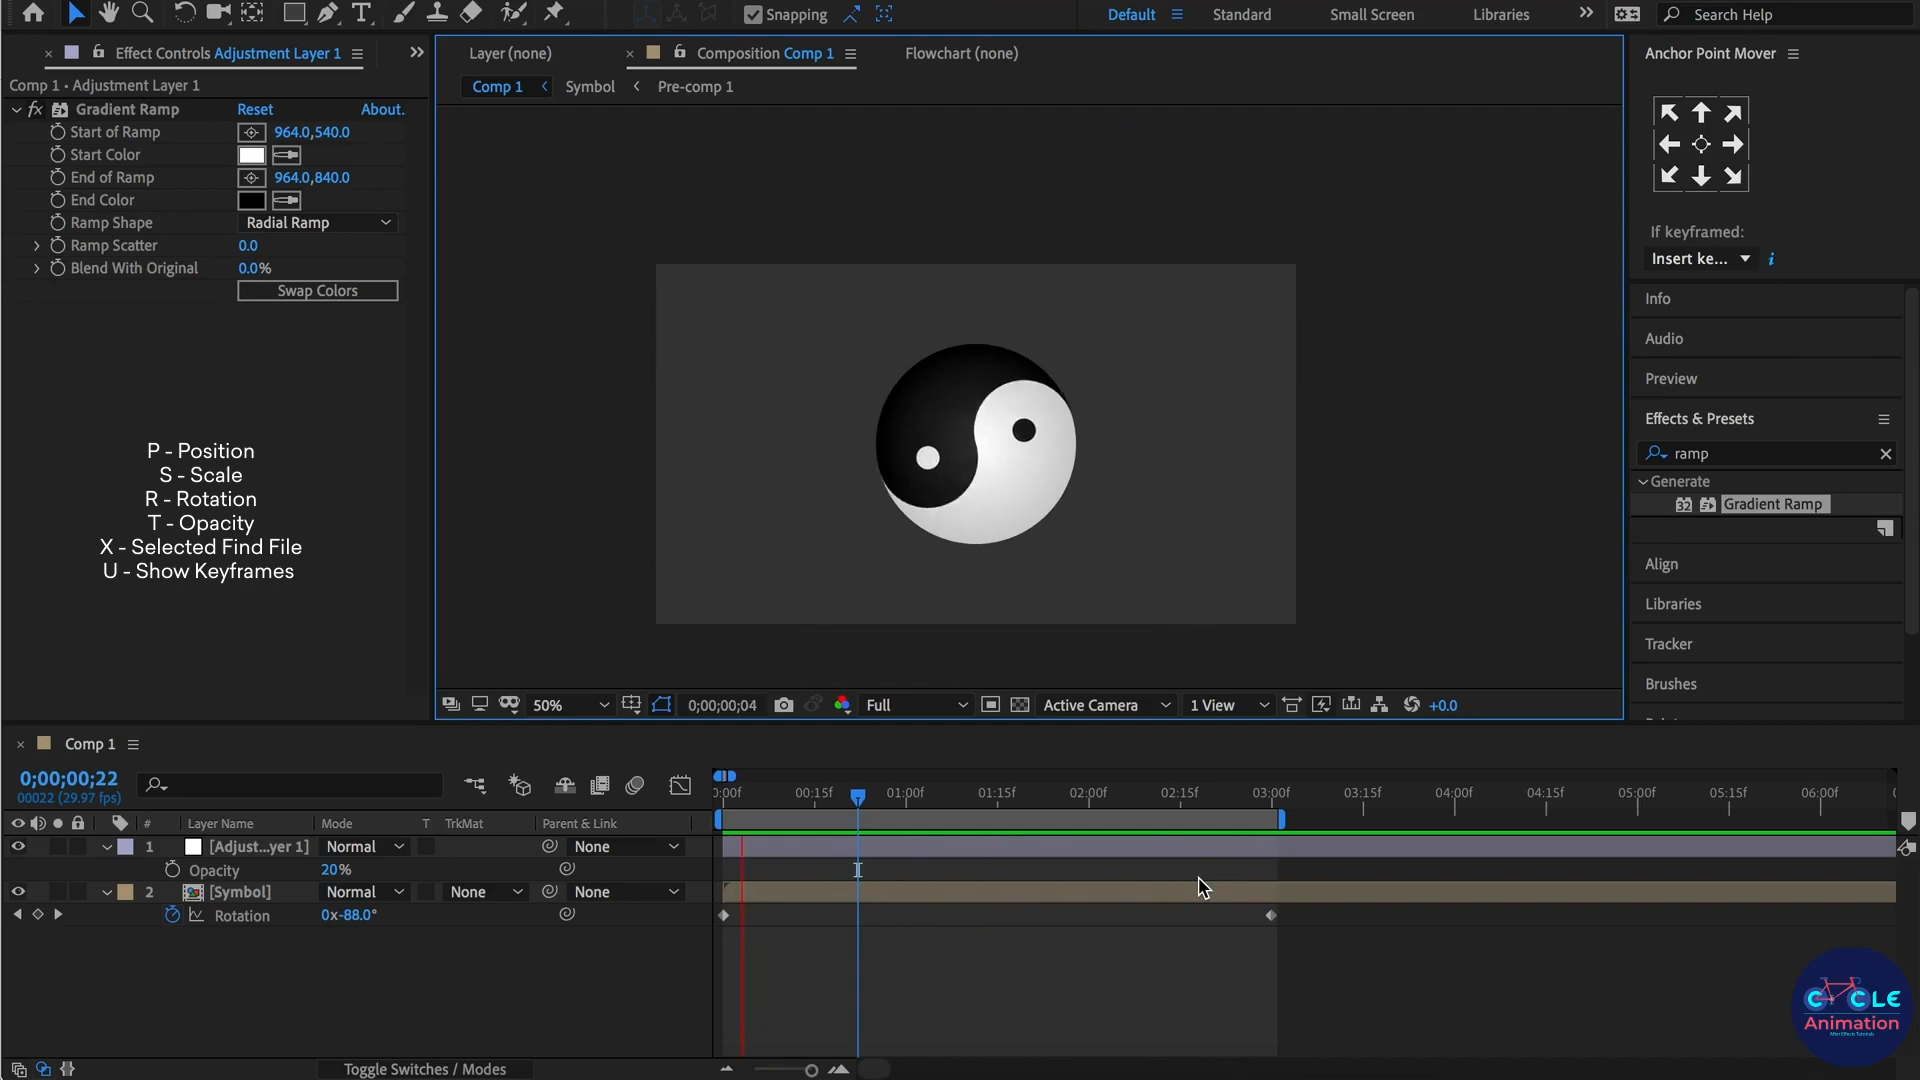 Snapping
Default
Standard
Small Screen
Libraries
Search Help
Effect Controls Adjustment Layer 1
Layer (none)
Composition Comp 1
Flowchart (none)
Anchor Point Mover
Comp 1 • Adjustment Layer 1
Comp 1
Symbol
Pre-comp 1
fx Gradient Ramp Reset About.
Start of Ramp 964.0,540.0
Start Color
End of Ramp 964.0,840.0
End Color
Ramp Shape Radial Ramp
Ramp Scatter 0.0
Blend With Original 0.0%
Swap Colors
If keyframed:
Insert ke...
i
Info
Audio
Preview
Effects & Presets
ramp
Generate
32 Gradient Ramp
Align
Libraries
Tracker
Brushes
P - Position
S - Scale
R - Rotation
T - Opacity
X - Selected Find File
U - Show Keyframes
50%
0;00;00;04
Full
Active Camera
1 View
+0.0
Comp 1
0;00;00;22
00022 (29.97 fps)
:00f 00:15f 01:00f 01:15f 02:00f 02:15f 03:00f 03:15f 04:00f 04:15f 05:00f 05:15f 06:00f
# Layer Name Mode T TrkMat Parent & Link
1 [Adjust...yer 1] Normal None
Opacity 20%
2 [Symbol] Normal None None
Rotation 0x-88.0°
Toggle Switches / Modes
CYCLE
Animation
After Effects Tutorials